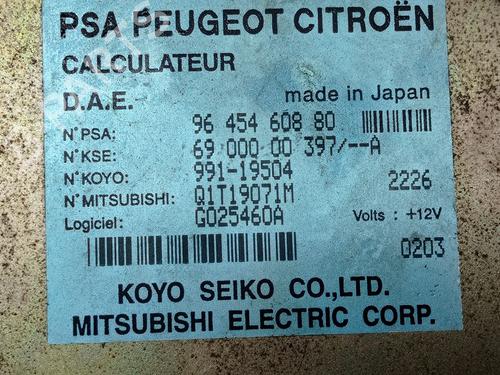 PSA PEUGEOT CITROËN
CALCULATEUR
D.A.E. made in Japan
N° PSA: 96 454 608 80
N° KSE: 69 000 00 397/--A
N° KOYO: 991-19504
2226
N° MITSUBISHI: Q1T19071M
Logiciel: G025460A Volts : +12V
0203
KOYO SEIKO CO.,LTD.
MITSUBISHI ELECTRIC CORP.